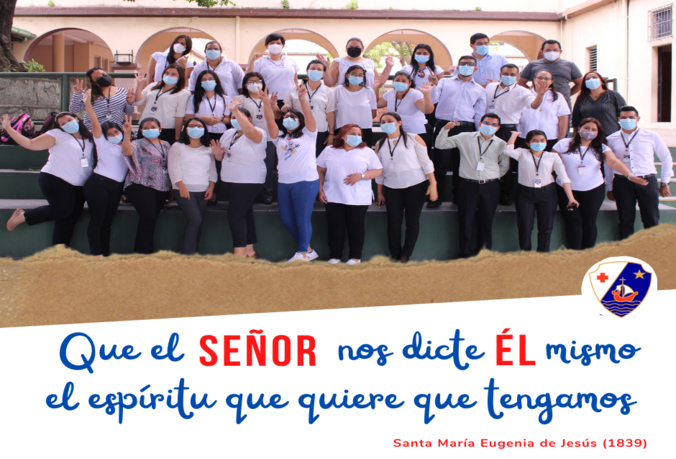 Que el SEÑOR nos dicte ÉL mismo
el espíritu que quiere que tengamos
Santa María Eugenia de Jesús (1839)